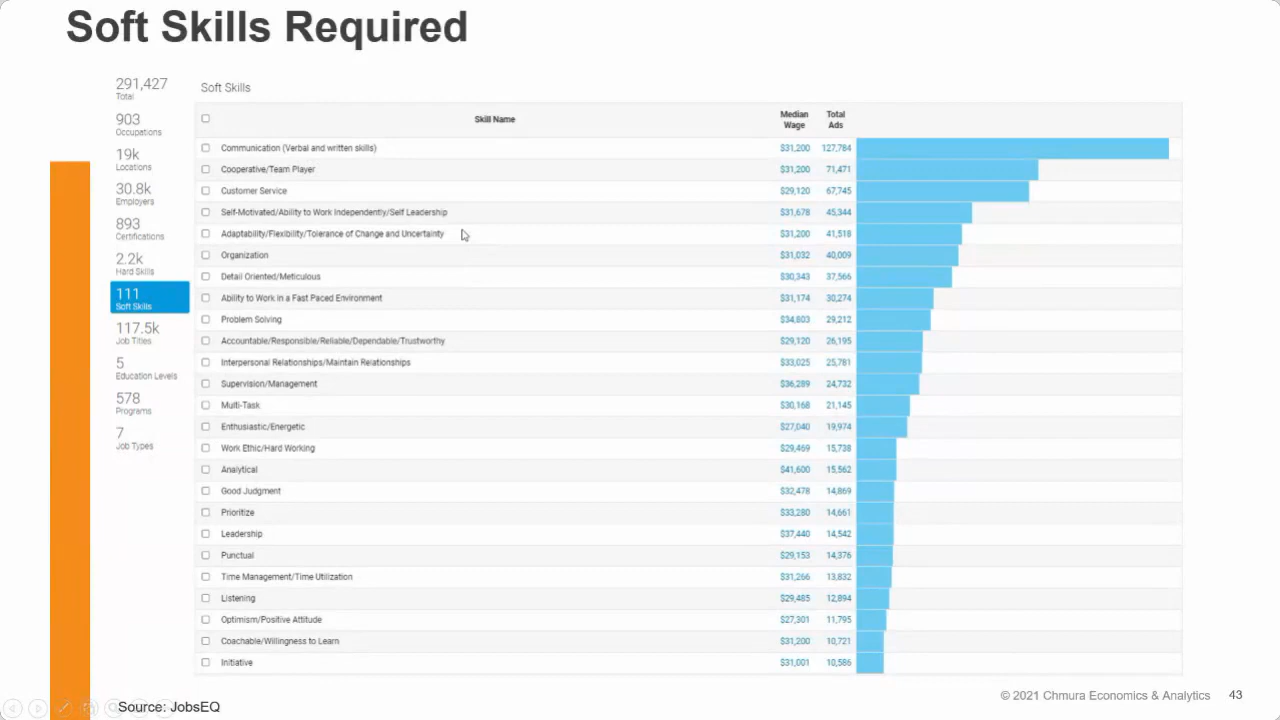 Soft Skills Required
291,427
Total
903
Occupations
19k
Locations
30.8k
Employers
893
Certifications
2.2k
Hard Skills
111
Soft Skills
117.5k
Job Titles
5
Education Levels
578
Programs
7
Job Types
Soft Skills
Skill Name Median Wage Total Ads
Communication (Verbal and written skills) $31,200 127,784
Cooperative/Team Player $31,200 71,471
Customer Service $29,120 67,745
Self-Motivated/Ability to Work Independently/Self Leadership $31,678 45,344
Adaptability/Flexibility/Tolerance of Change and Uncertainty $31,200 41,518
Organization $31,032 40,009
Detail Oriented/Meticulous $30,343 37,566
Ability to Work in a Fast Paced Environment $31,174 30,274
Problem Solving $34,803 29,212
Accountable/Responsible/Reliable/Dependable/Trustworthy $29,120 26,195
Interpersonal Relationships/Maintain Relationships $33,025 25,781
Supervision/Management $36,289 24,732
Multi-Task $30,168 21,145
Enthusiastic/Energetic $27,040 19,974
Work Ethic/Hard Working $29,469 15,738
Analytical $41,600 15,562
Good Judgment $32,478 14,869
Prioritize $33,280 14,661
Leadership $37,440 14,542
Punctual $29,153 14,376
Time Management/Time Utilization $31,266 13,832
Listening $29,485 12,894
Optimism/Positive Attitude $27,301 11,795
Coachable/Willingness to Learn $31,200 10,721
Initiative $31,001 10,586
© 2021 Chmura Economics & Analytics 43
Source: JobsEQ